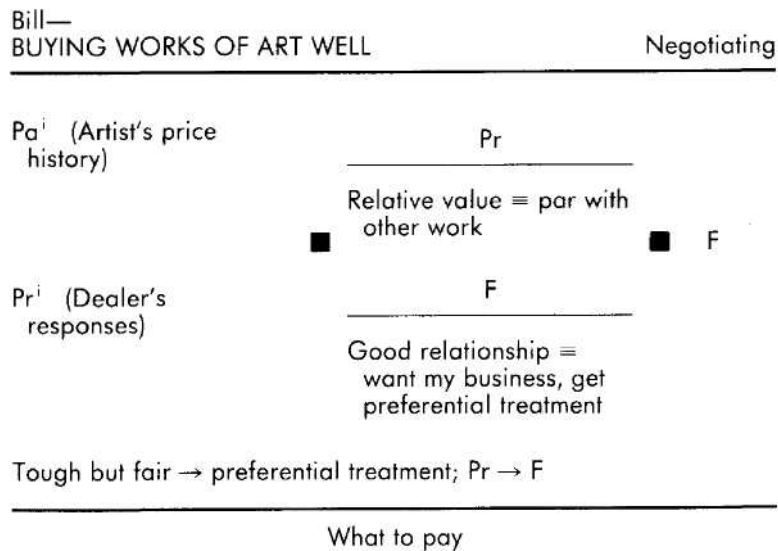 Bill—
BUYING WORKS OF ART WELL Negotiating
Paⁱ (Artist's price
history)
Pr
Relative value ≡ par with
other work
■ ■ F
Prⁱ (Dealer's
responses)
F
Good relationship ≡
want my business, get
preferential treatment
Tough but fair → preferential treatment; Pr → F
What to pay